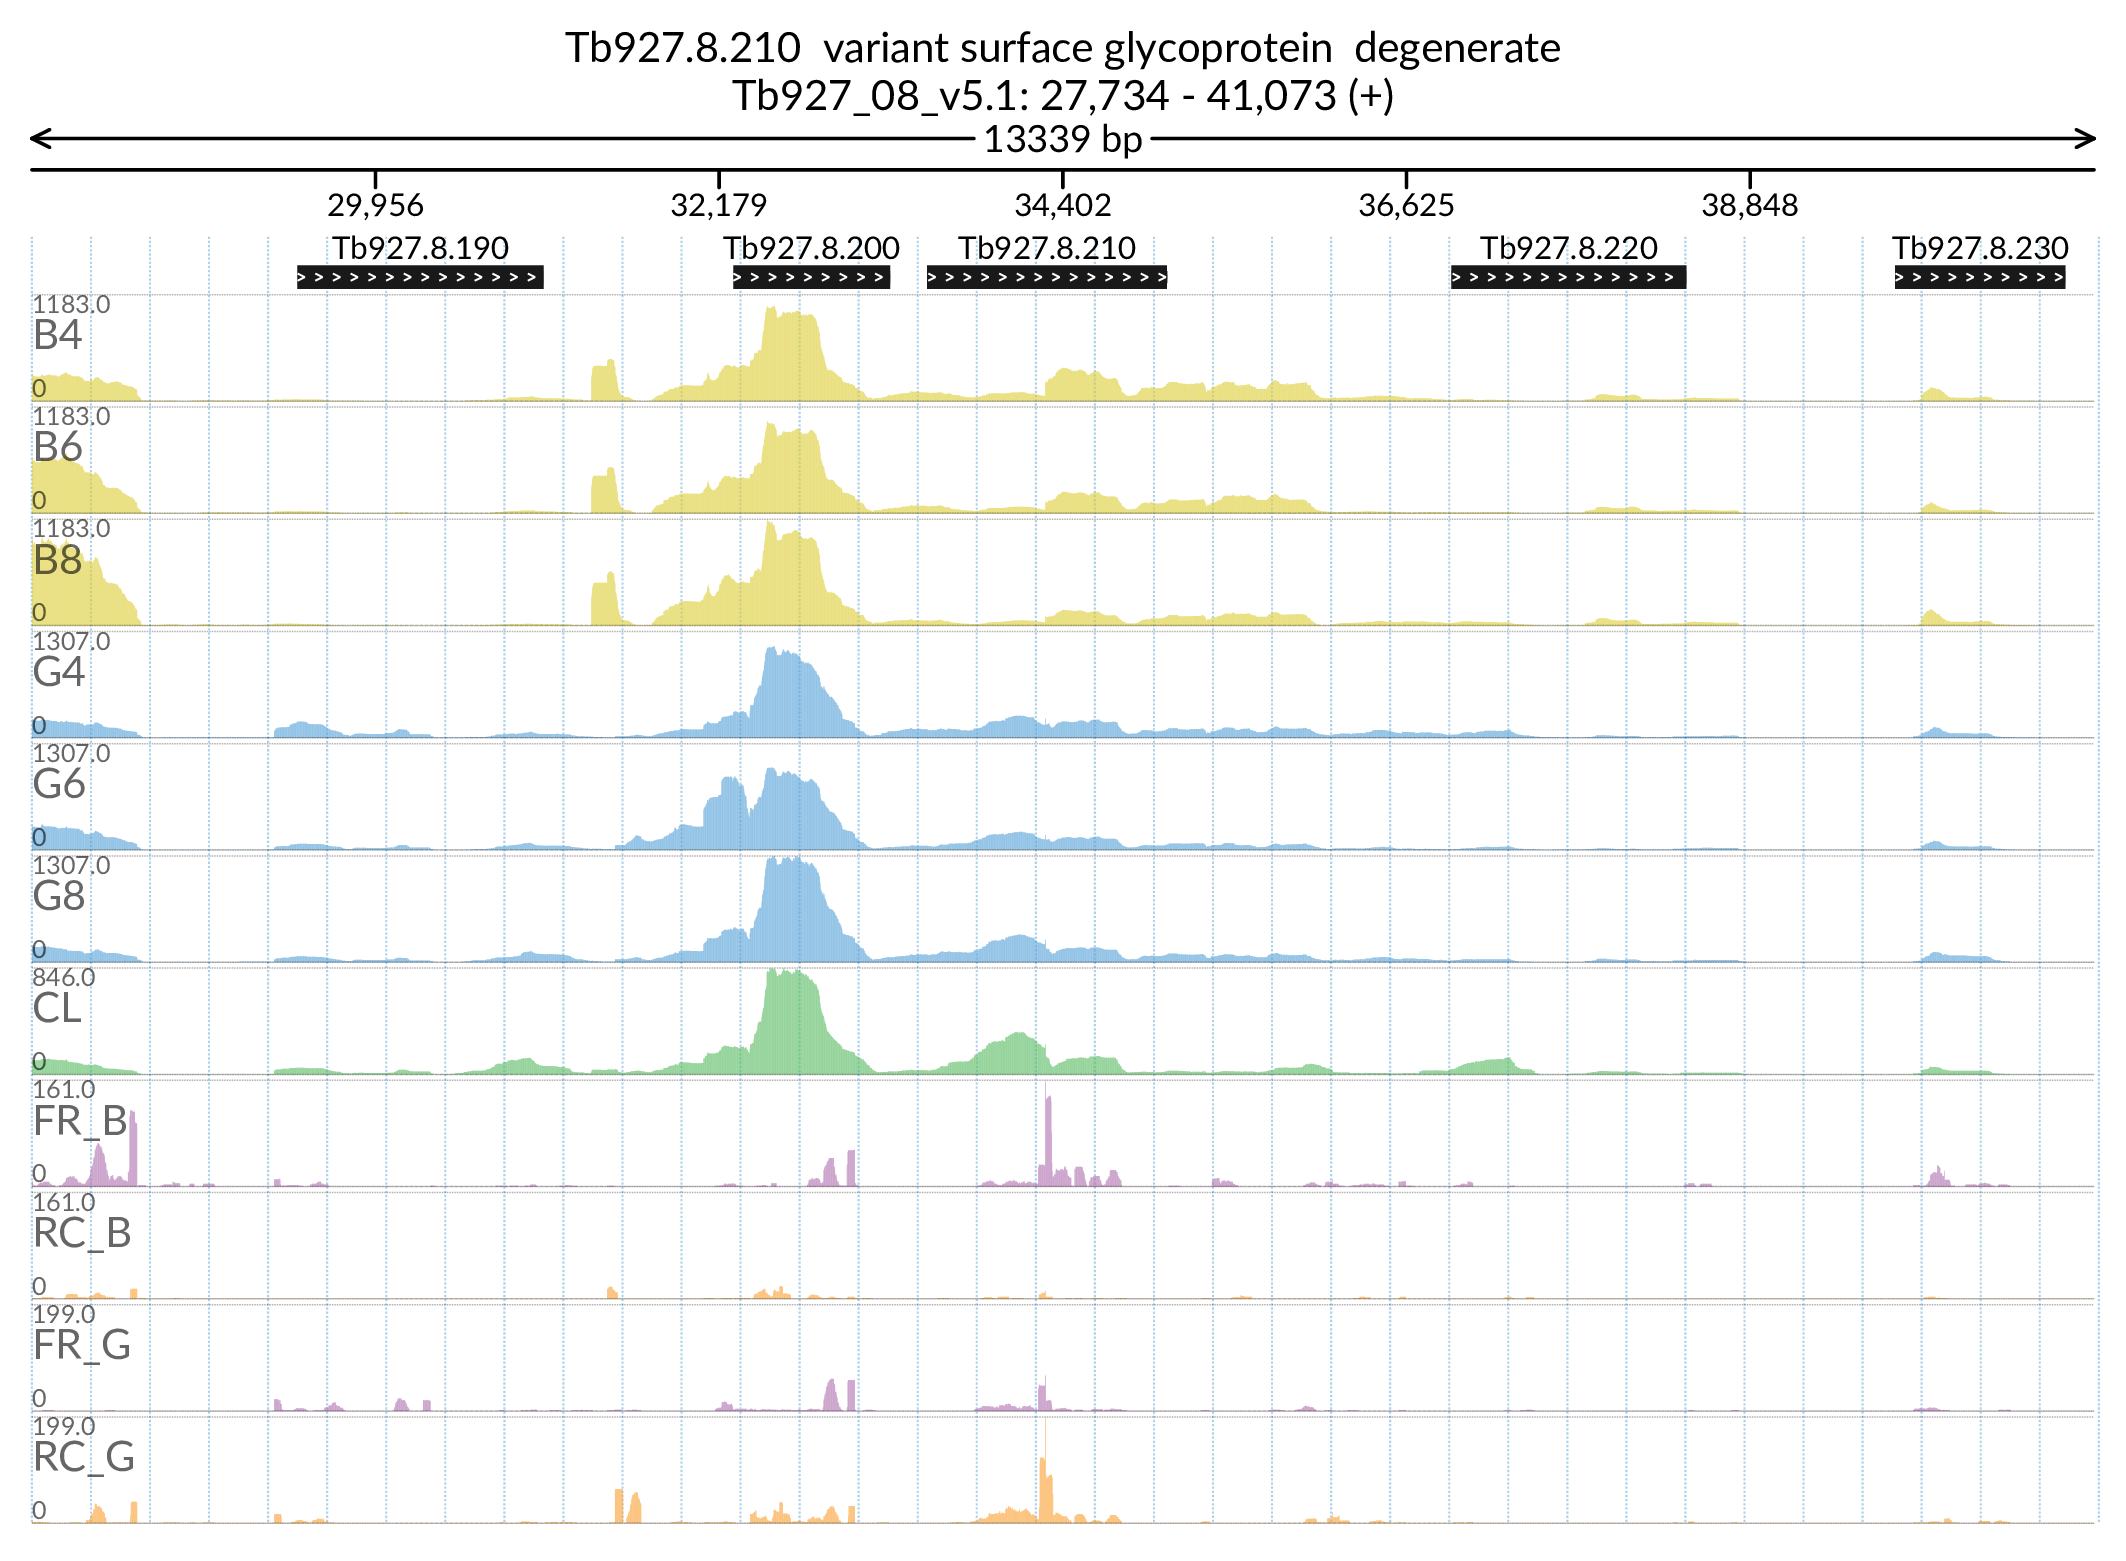 Tb927.8.210 variant surface glycoprotein degenerate
Tb927_08_v5.1: 27,734 - 41,073 (+)
13339 bp
29,956 32,179 34,402 36,625 38,848
Tb927.8.190 Tb927.8.200 Tb927.8.210 Tb927.8.220 Tb927.8.230
1183.0
B4
0
1183.0
B6
0
1183.0
B8
0
1307.0
G4
0
1307.0
G6
0
1307.0
G8
0
846.0
CL
0
161.0
FR_B
0
161.0
RC_B
0
199.0
FR_G
0
199.0
RC_G
0